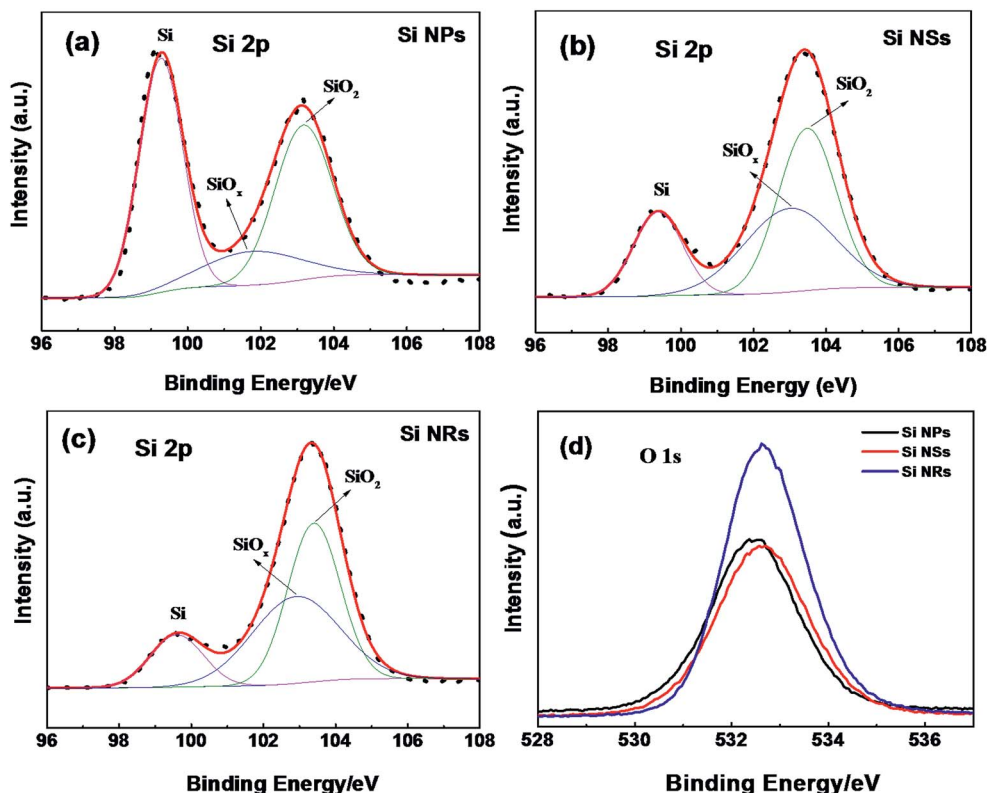 (a)
Si
Si 2p
Si NPs
SiO₂
SiOₓ
Intensity (a.u.)
96 98 100 102 104 106 108
Binding Energy/eV
(b)
Si 2p
Si NSs
SiO₂
SiOₓ
Si
Intensity (a.u.)
96 98 100 102 104 106 108
Binding Energy (eV)
(c)
Si 2p
Si NRs
SiO₂
SiOₓ
Si
Intensity (a.u.)
96 98 100 102 104 106 108
Binding Energy/eV
(d)
O 1s
Si NPs
Si NSs
Si NRs
Intensity (a.u.)
528 530 532 534 536
Binding Energy/eV